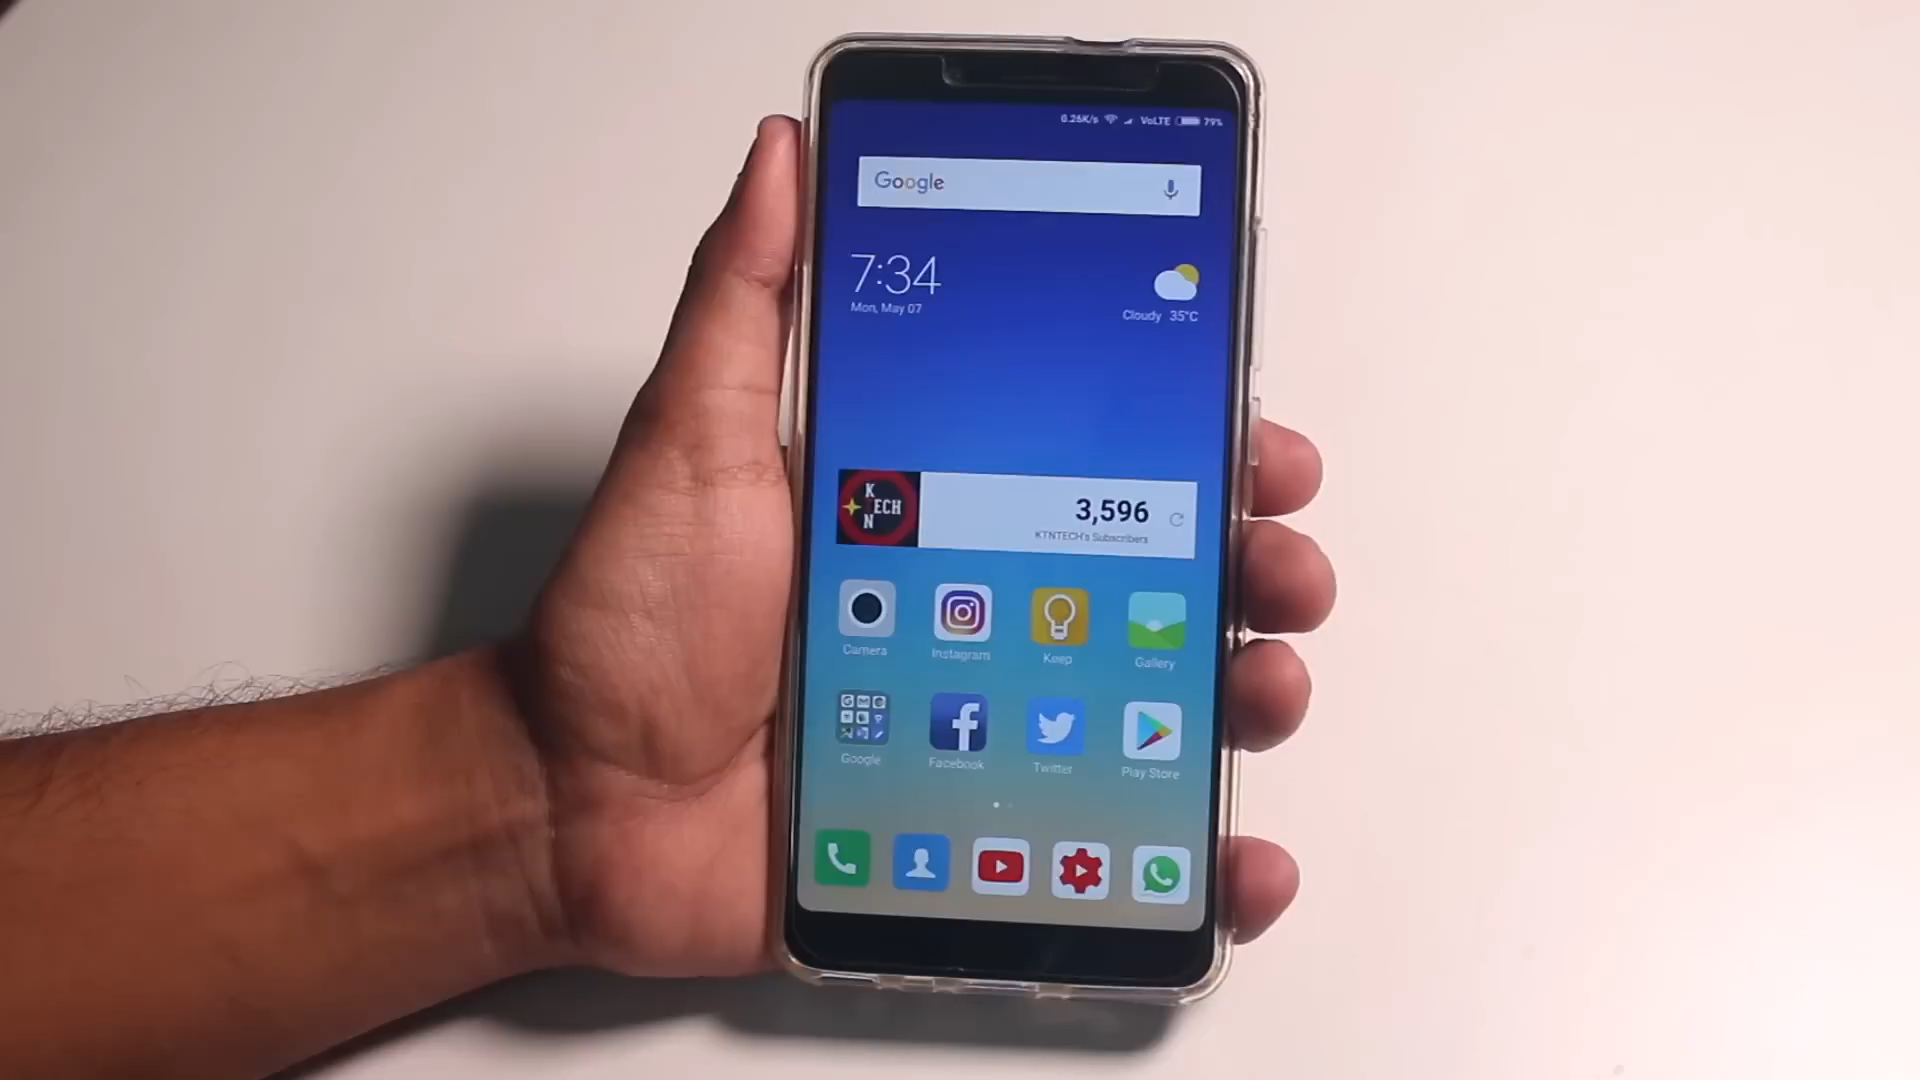 0.26K/s VoLTE 79%
Google
7:34
Mon, May 07
Cloudy 35°C
K
TECH
N
3,596
KTNTECH's Subscribers
Camera Instagram Keep Gallery
Google Facebook Twitter Play Store